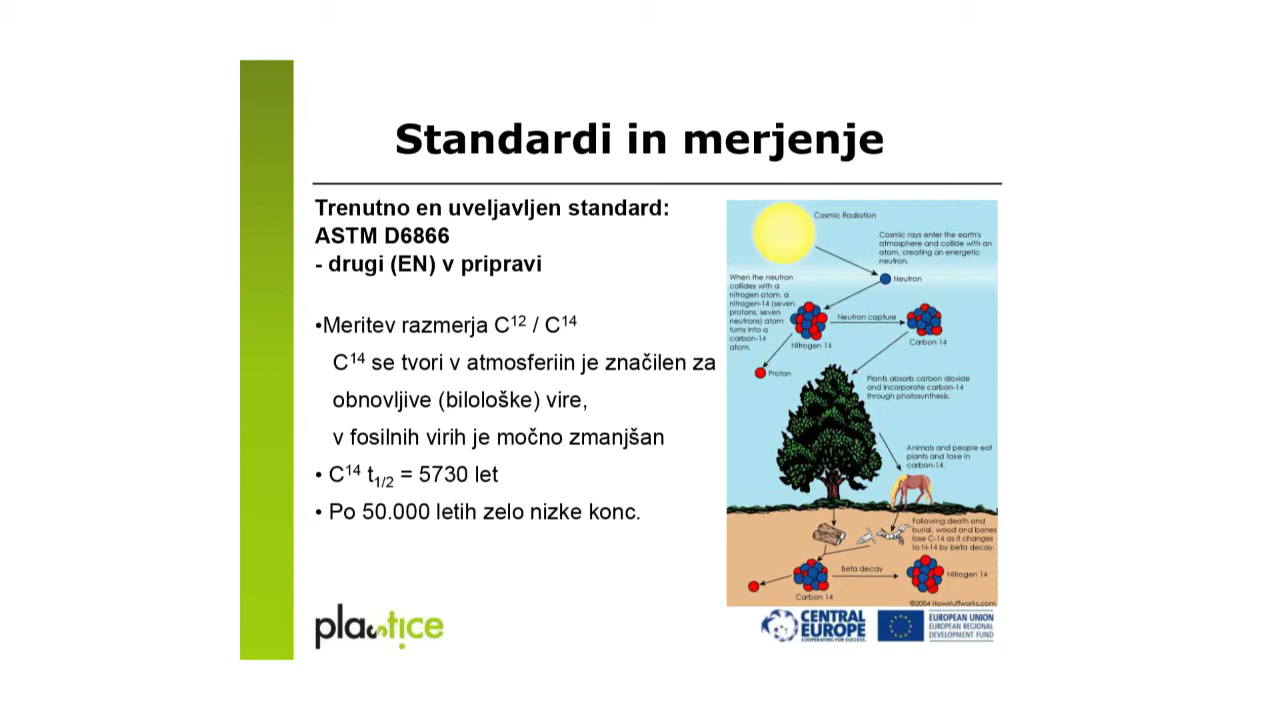 Standardi in merjenje
Trenutno en uveljavljen standard:
ASTM D6866
- drugi (EN) v pripravi
•Meritev razmerja C12 / C14
C14 se tvori v atmosferiin je značilen za
obnovljive (bilološke) vire,
v fosilnih virih je močno zmanjšan
• C14 t1/2 = 5730 let
• Po 50.000 letih zelo nizke konc.
Cosmic Radiation
Cosmic rays enter the earth's
atmosphere and collide with an
atom, creating an energetic
neutron.
Neutron
When the neutron
collides with a
nitrogen atom, a
nitrogen-14 (seven
protons, seven
neutrons) atom
turns into a
carbon-14
atom.
Neutron capture
Nitrogen 14
Carbon 14
Proton
Plants absorb carbon dioxide
and incorporate carbon-14
through photosynthesis.
Animals and people eat
plants and take in
carbon-14.
Following death and
burial, wood and bones
lose C-14 as it changes
to N-14 by beta decay.
Beta decay
Nitrogen 14
Carbon 14
©2004 Howstuffworks.com
plastice
CENTRAL
EUROPE
COOPERATING FOR SUCCESS.
EUROPEAN UNION
EUROPEAN REGIONAL
DEVELOPMENT FUND